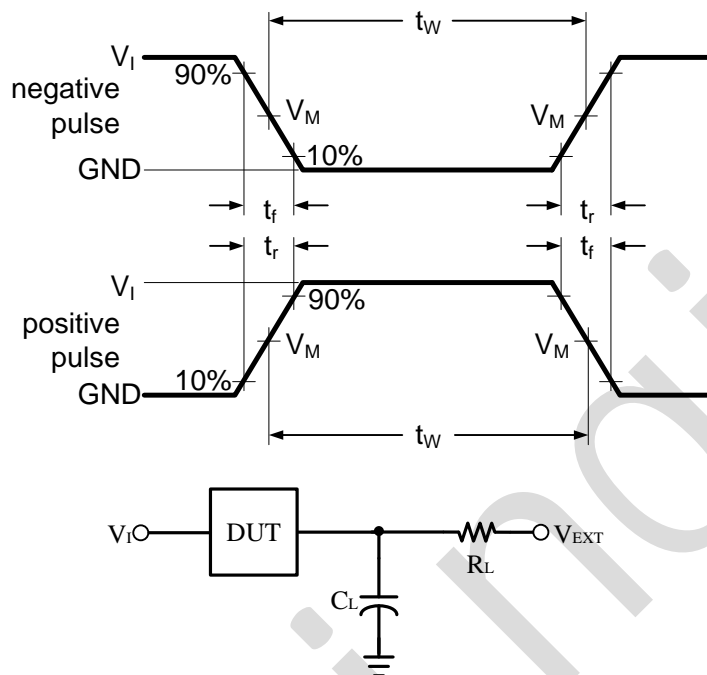 tW
VI
90%
negative
pulse
VM
VM
10%
GND
tf
tr
tr
tf
VI
90%
positive
pulse
VM
VM
10%
GND
tW
VI
DUT
VEXT
RL
CL